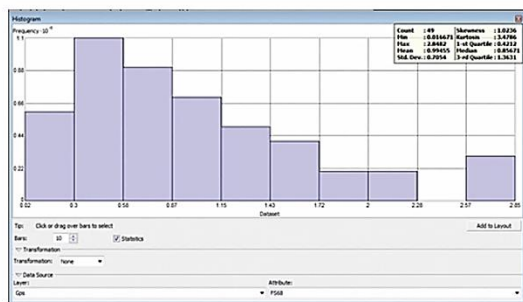 Histogram
Frequency · 10⁻¹
Count : 49 Skewness : 1.0236
Min : 0.016671 Kurtosis : 3.4786
Max : 2.8482 1-st Quartile : 0.4212
Mean : 0.99455 Median : 0.85671
Std. Dev. : 0.7054 3-rd Quartile : 1.3631
1.1
0.88
0.66
0.44
0.22
0
0.02 0.3 0.58 0.87 1.15 1.43 1.72 2 2.28 2.57 2.85
Dataset
Tip: Click or drag over bars to select
Add to Layout
Bars: 10 Statistics
Transformation
Transformation: None
Data Source
Layer: Attribute:
Gps